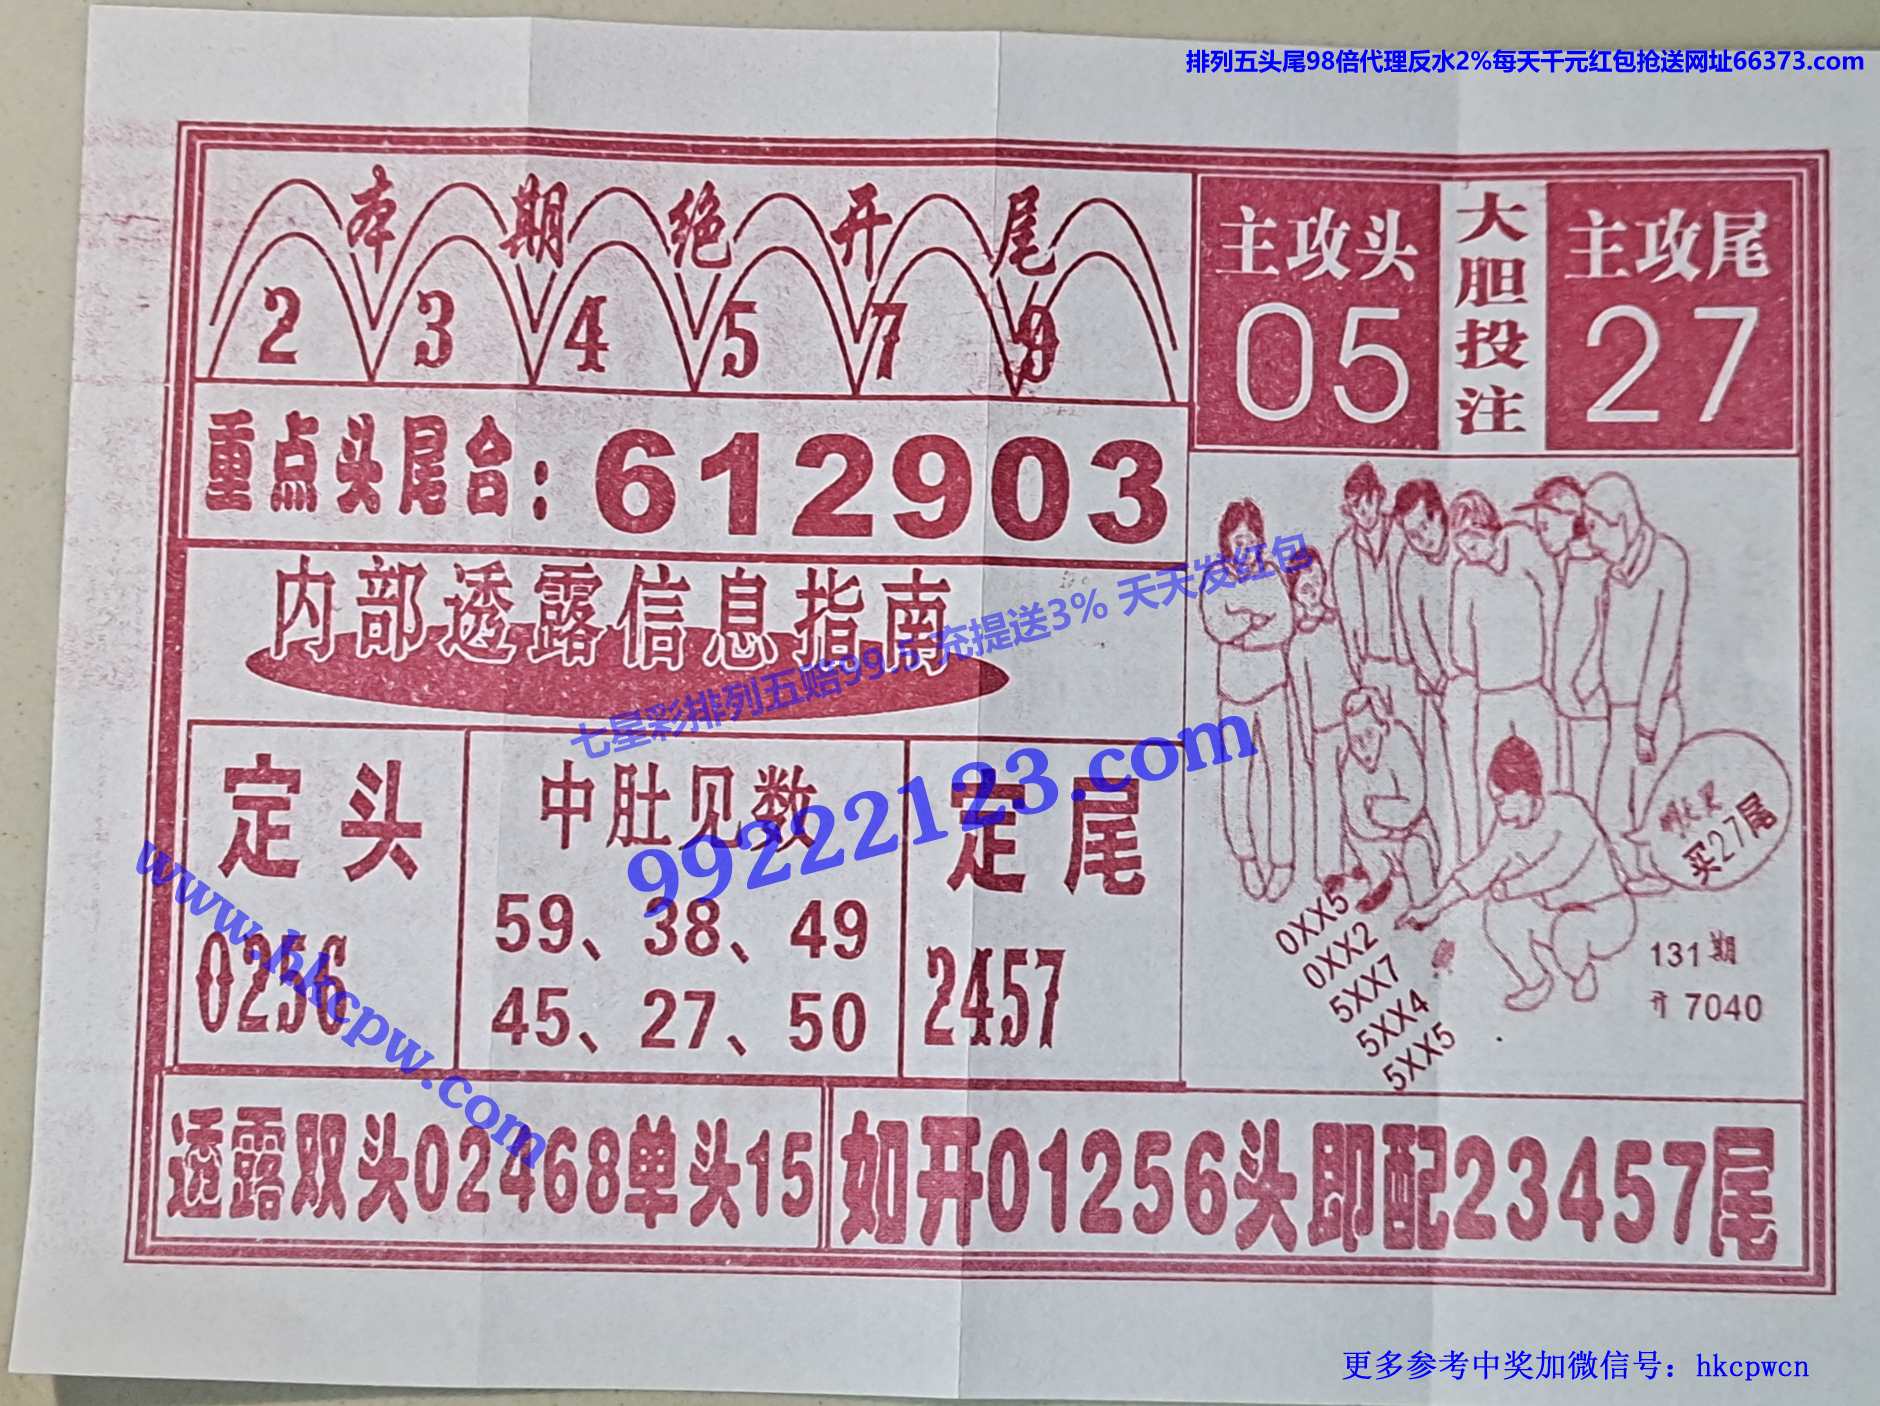 排列五头尾98倍代理反水2%每天千元红包抢送网址66373.com
本期绝开尾
2 3 4 5 7 9
主攻头
05
大胆投注
主攻尾
27
重点头尾合：612903
内部透露信息指南
七星彩排列五赔99.5 充提送3% 天天发红包
99222123.com
www.hkcpw.com
定头
0256
中肚见数
59、38、49
45、27、50
定尾
2457
买27尾
0XX5
0XX2
5XX7
5XX4
5XX5
131期
开7040
透露双头02468单头15
如开01256头即配23457尾
更多参考中奖加微信号：hkcpwcn